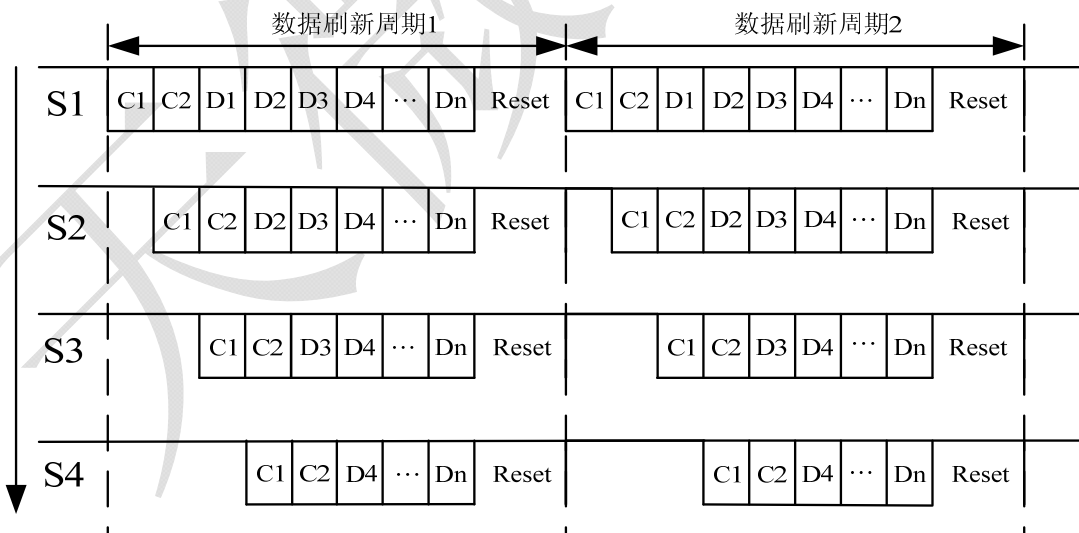 数据刷新周期1 数据刷新周期2
S1 C1 C2 D1 D2 D3 D4 ··· Dn Reset C1 C2 D1 D2 D3 D4 ··· Dn Reset
S2 C1 C2 D2 D3 D4 ··· Dn Reset C1 C2 D2 D3 D4 ··· Dn Reset
S3 C1 C2 D3 D4 ··· Dn Reset C1 C2 D3 D4 ··· Dn Reset
S4 C1 C2 D4 ··· Dn Reset C1 C2 D4 ··· Dn Reset